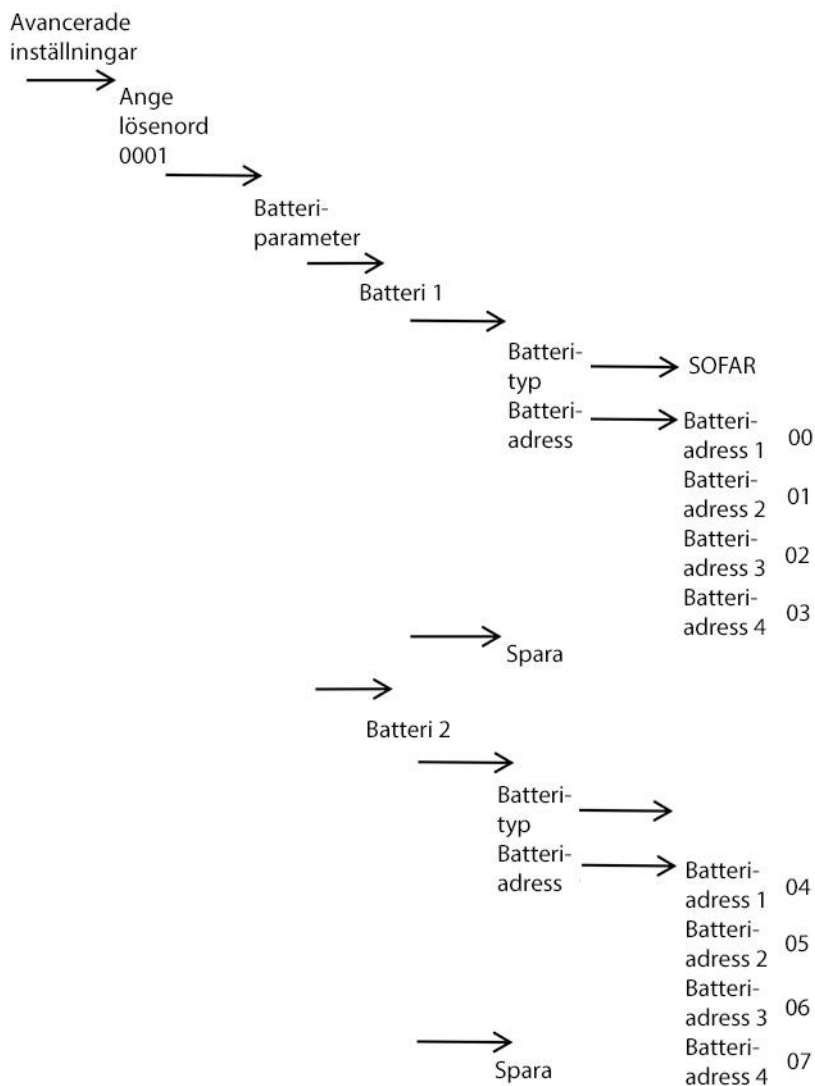 Avancerade
inställningar
Ange
lösenord
0001
Batteri-
parameter
Batteri 1
Batteri-
typ
SOFAR
Batteri-
adress
Batteri-
adress 1 00
Batteri-
adress 2 01
Batteri-
adress 3 02
Batteri-
adress 4 03
Spara
Batteri 2
Batteri-
typ
Batteri-
adress
Batteri-
adress 1 04
Batteri-
adress 2 05
Batteri-
adress 3 06
Batteri-
adress 4 07
Spara